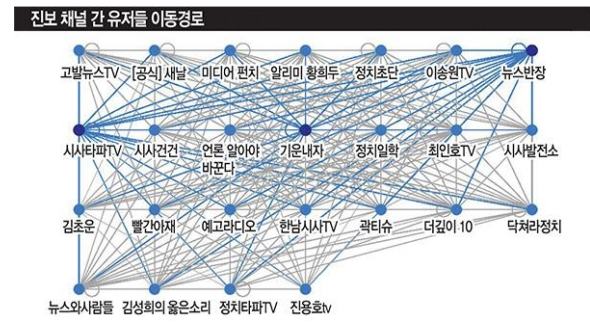 진보 채널 간 유저들 이동경로
고발뉴스TV [공식] 새날 미디어 펀치 알리미 황희두 정치초단 이송원TV 뉴스반장
시사타파TV 시사건건 언론 알아야 기운내자 정치일학 최인호TV 시사발전소
바꾼다
김초운 빨간아재 예고라디오 한남시사TV 곽티슈 더깊이 10 닥쳐라정치
뉴스와사람들 김성희의 옳은소리 정치타파TV 진용호tv